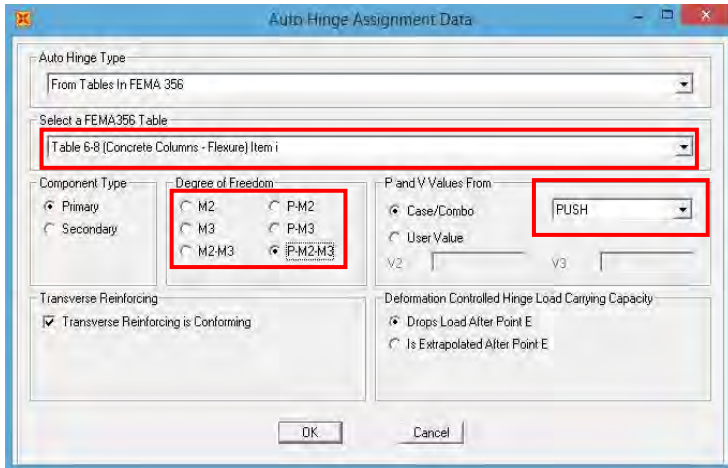 Auto Hinge Assignment Data
Auto Hinge Type
From Tables In FEMA 356
Select a FEMA356 Table
Table 6-8 (Concrete Columns - Flexure) Item i
Component Type
Primary
Secondary
Degree of Freedom
M2 P-M2
M3 P-M3
M2-M3 P-M2-M3
P and V Values From
Case/Combo PUSH
User Value
V2 V3
Transverse Reinforcing
Transverse Reinforcing is Conforming
Deformation Controlled Hinge Load Carrying Capacity
Drops Load After Point E
Is Extrapolated After Point E
OK Cancel